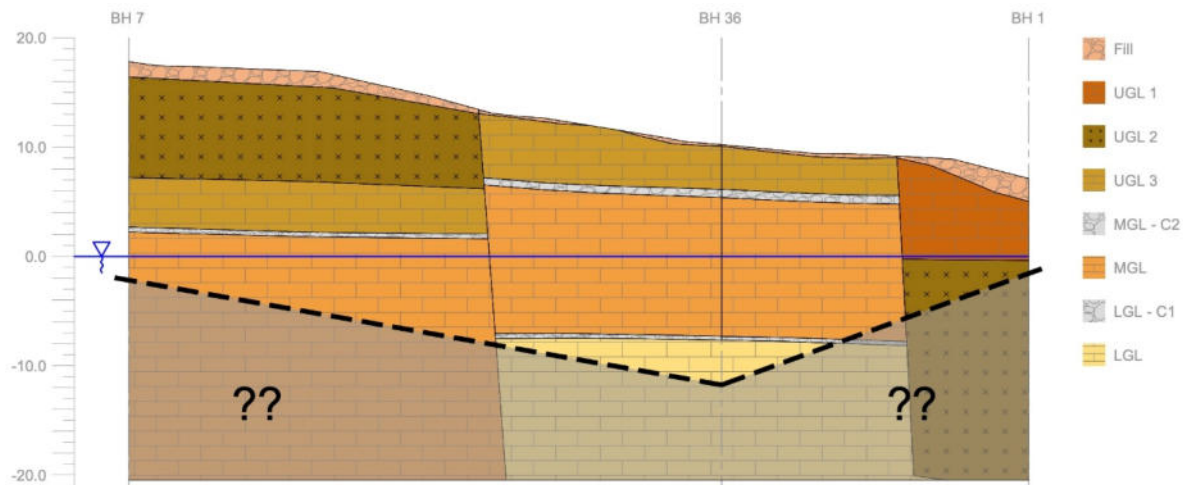 BH 7
BH 36
BH 1
20.0
10.0
0.0
-10.0
-20.0
??
??
Fill
UGL 1
UGL 2
UGL 3
MGL - C2
MGL
LGL - C1
LGL